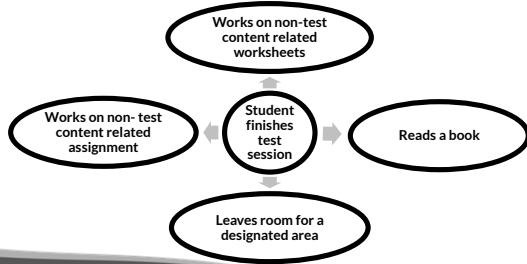 Works on non-test
content related
worksheets
Works on non- test
content related
assignment
Student
finishes
test
session
Reads a book
Leaves room for a
designated area